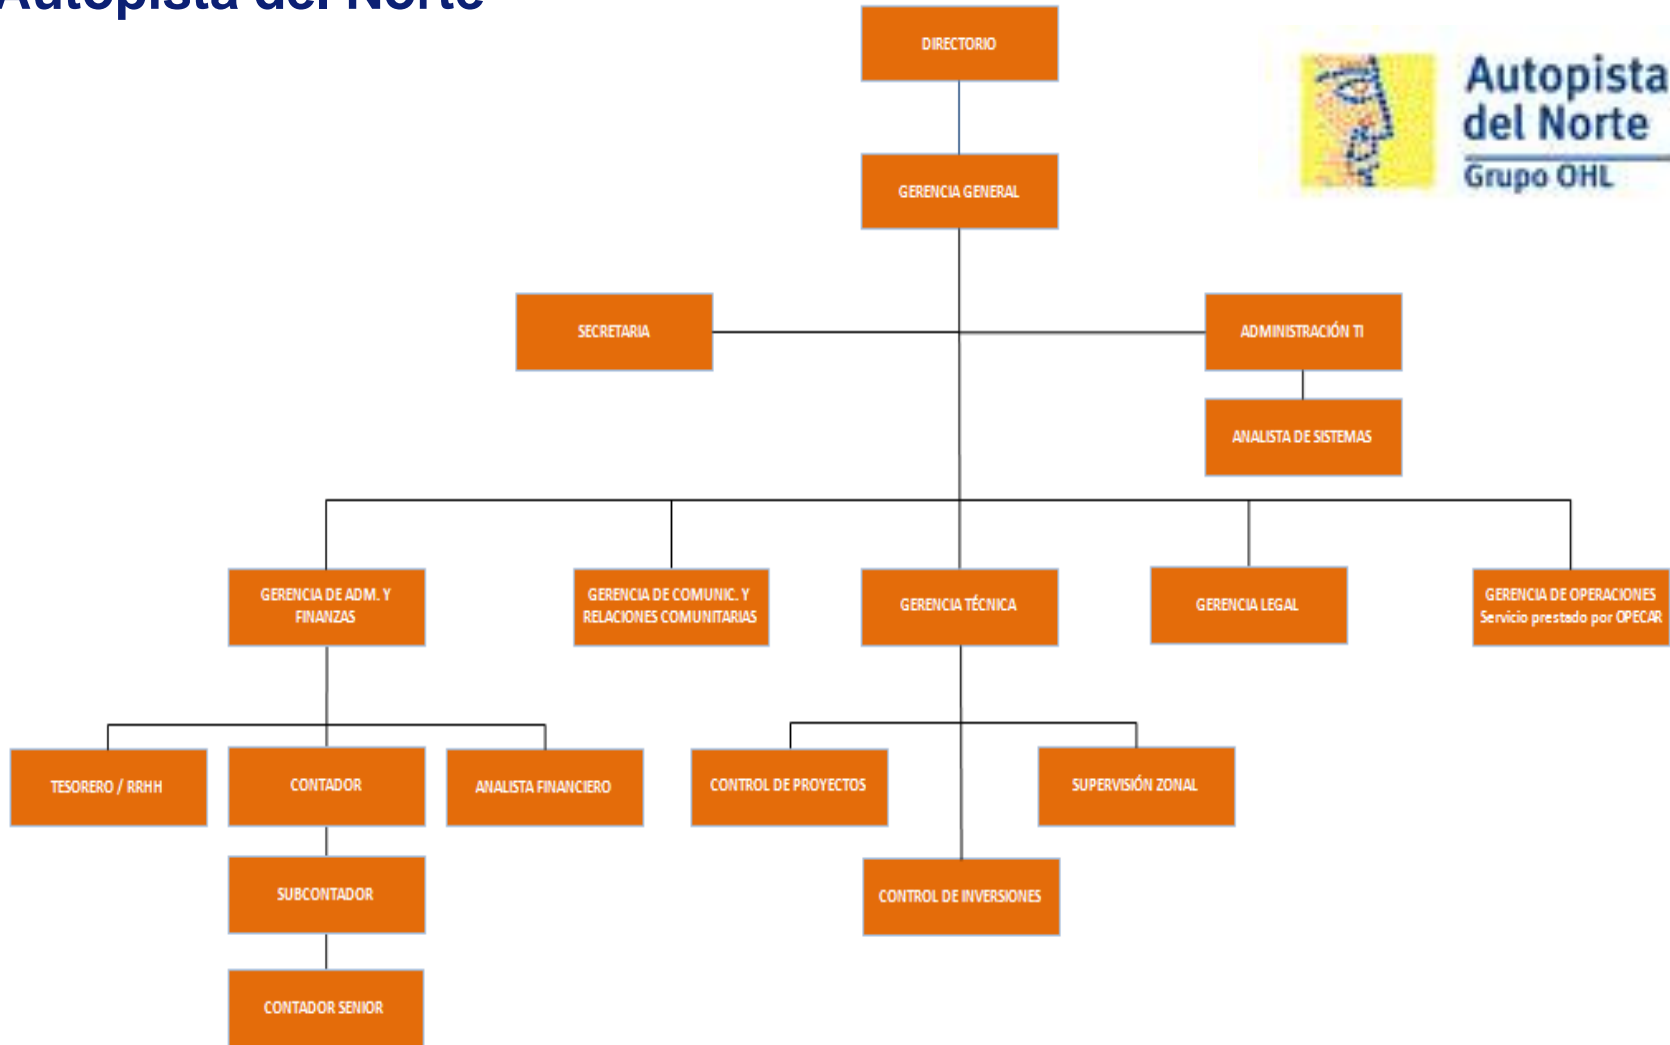 Autopista del Norte
DIRECTORIO
Autopista
del Norte
Grupo OHL
GERENCIA GENERAL
SECRETARIA
ADMINISTRACIÓN TI
ANALISTA DE SISTEMAS
GERENCIA DE ADM. Y
FINANZAS
GERENCIA DE COMUNIC. Y
RELACIONES COMUNITARIAS
GERENCIA TÉCNICA
GERENCIA LEGAL
GERENCIA DE OPERACIONES
Servicio prestado por OPECAR
TESORERO / RRHH
CONTADOR
ANALISTA FINANCIERO
CONTROL DE PROYECTOS
SUPERVISIÓN ZONAL
SUBCONTADOR
CONTROL DE INVERSIONES
CONTADOR SENIOR